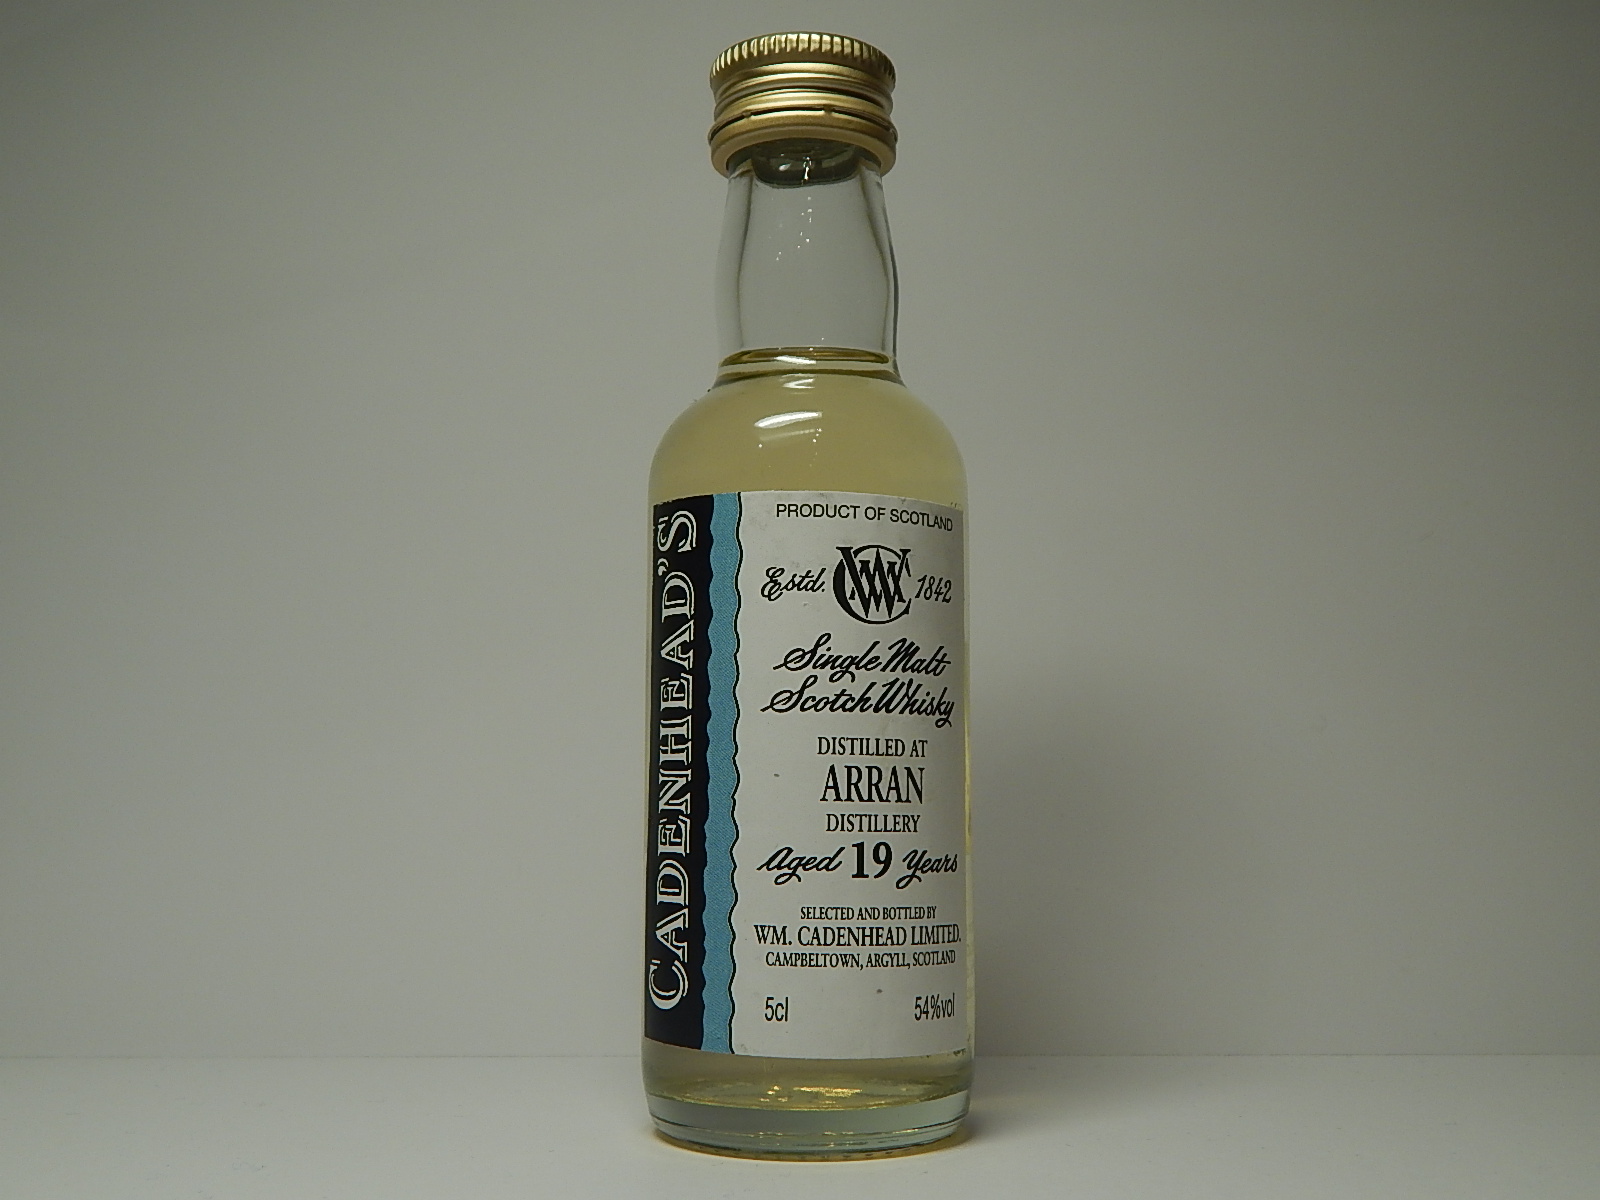 CADENHEAD'S
PRODUCT OF SCOTLAND
Estd. WC 1842
Single Malt
Scotch Whisky
DISTILLED AT
ARRAN
DISTILLERY
Aged 19 Years
SELECTED AND BOTTLED BY
WM. CADENHEAD LIMITED.
CAMPBELTOWN, ARGYLL, SCOTLAND
5cl 54%vol